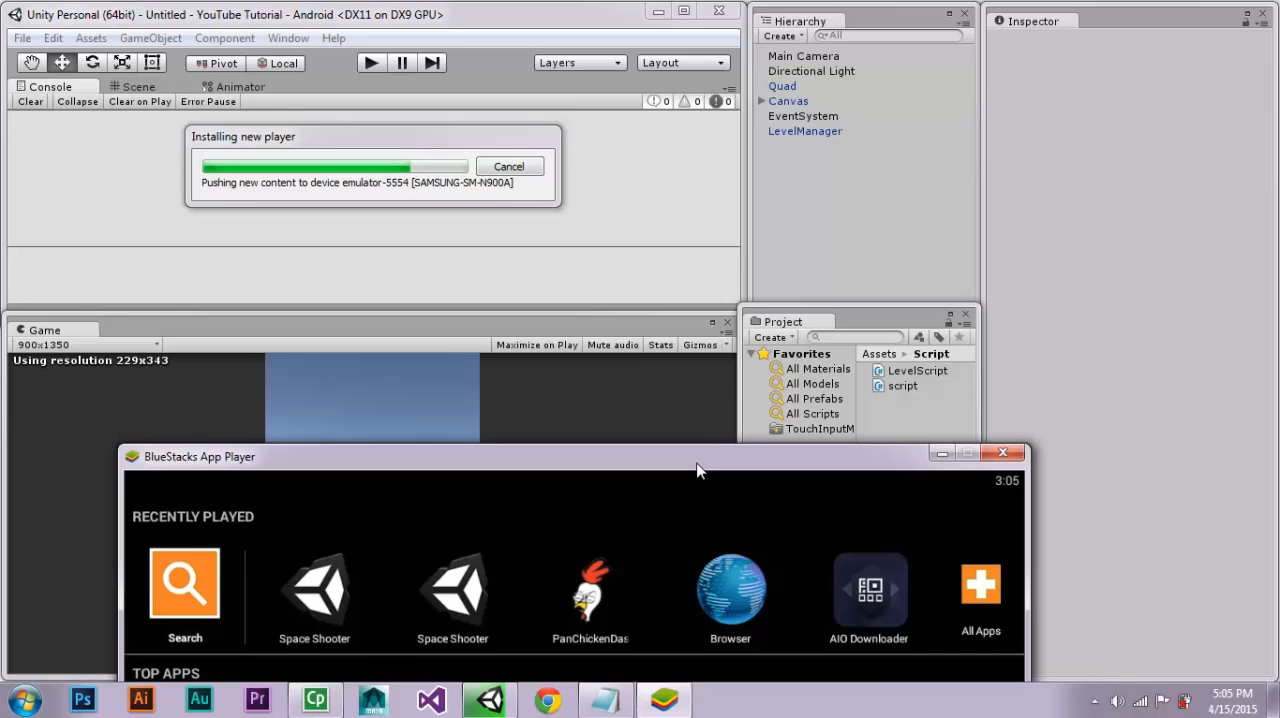 Unity Personal (64bit) - Untitled - YouTube Tutorial - Android <DX11 on DX9 GPU>
File Edit Assets GameObject Component Window Help
Pivot Local Layers Layout
Console Scene Animator
Clear Collapse Clear on Play Error Pause 0 0 0
Installing new player
Cancel
Pushing new content to device emulator-5554 [SAMSUNG-SM-N900A]
Hierarchy
Create All
Main Camera
Directional Light
Quad
Canvas
EventSystem
LevelManager
Inspector
Game
900x1350 Maximize on Play Mute audio Stats Gizmos
Using resolution 229x343
Project
Create
Favorites
All Materials
All Models
All Prefabs
All Scripts
TouchInputM
Assets Script
LevelScript
script
BlueStacks App Player
3:05
RECENTLY PLAYED
Search
Space Shooter
Space Shooter
PanChickenDas
Browser
AIO Downloader
All Apps
TOP APPS
Ps Ai Au Pr Cp
5:05 PM
4/15/2015